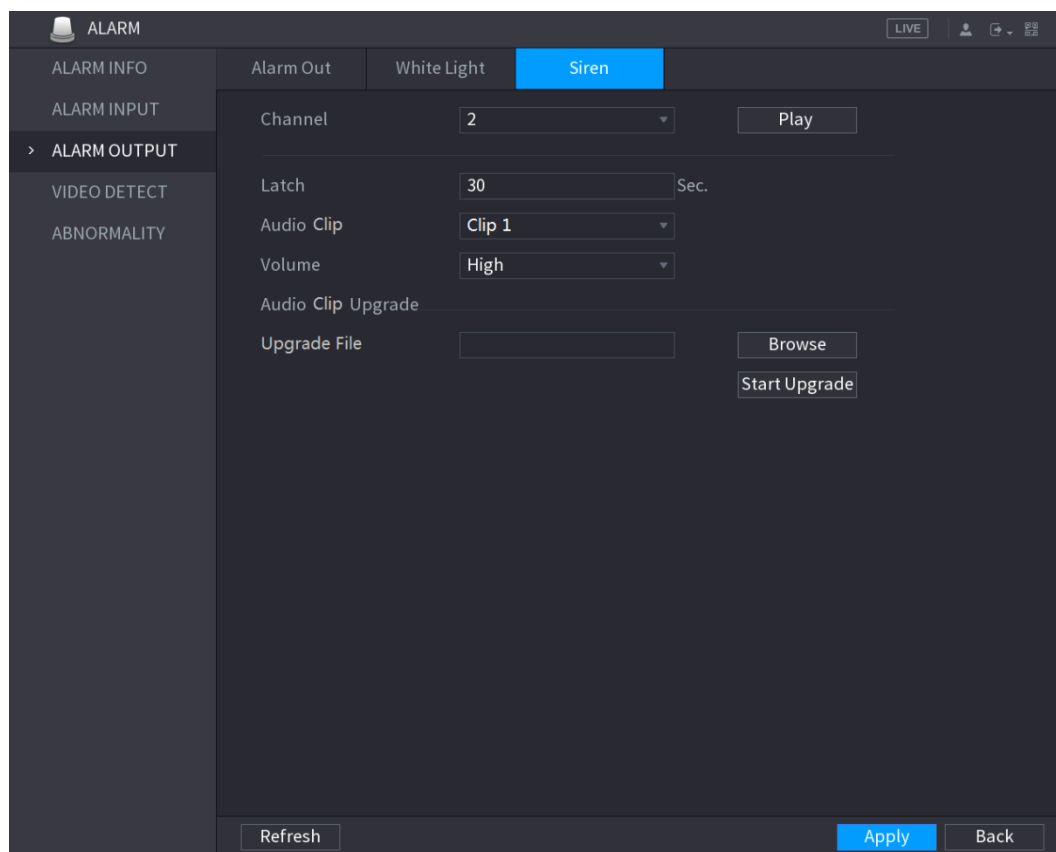 ALARM
LIVE
ALARM INFO
ALARM INPUT
> ALARM OUTPUT
VIDEO DETECT
ABNORMALITY
Alarm Out White Light Siren
Channel 2 Play
Latch 30 Sec.
Audio Clip Clip 1
Volume High
Audio Clip Upgrade
Upgrade File Browse
Start Upgrade
Refresh Apply Back